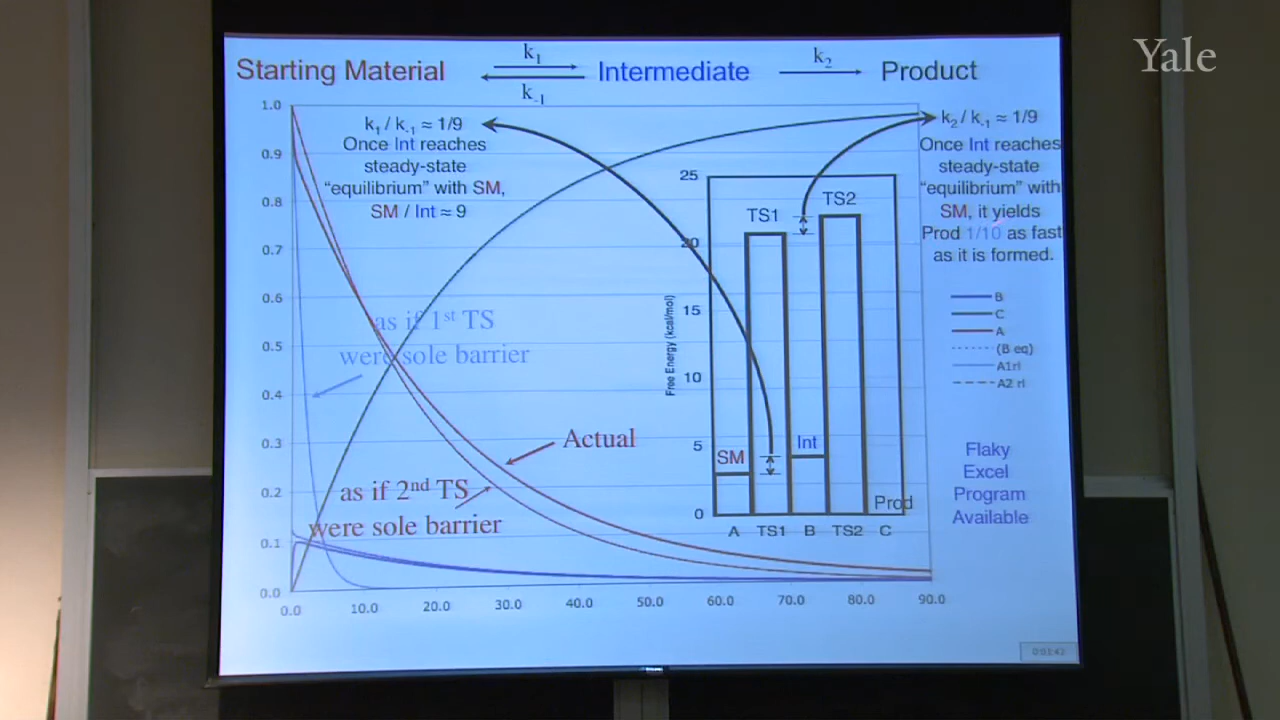 Yale
Starting Material
k1
k-1
Intermediate
k2
Product
k1 / k-1 ≈ 1/9
Once Int reaches
steady-state
“equilibrium” with SM,
SM / Int ≈ 9
k2 / k-1 ≈ 1/9
Once Int reaches
steady-state
“equilibrium” with
SM, it yields
Prod 1/10 as fast
as it is formed.
1.0
0.9
0.8
0.7
0.6
0.5
0.4
0.3
0.2
0.1
0.0
0.0 10.0 20.0 30.0 40.0 50.0 60.0 70.0 80.0 90.0
as if 1st TS
were sole barrier
Actual
as if 2nd TS
were sole barrier
Free Energy (kcal/mol)
25
20
15
10
5
0
TS1
TS2
SM
Int
Prod
A TS1 B TS2 C
B
C
A
(B eq)
A1rl
A2 rl
Flaky
Excel
Program
Available
0:51:43